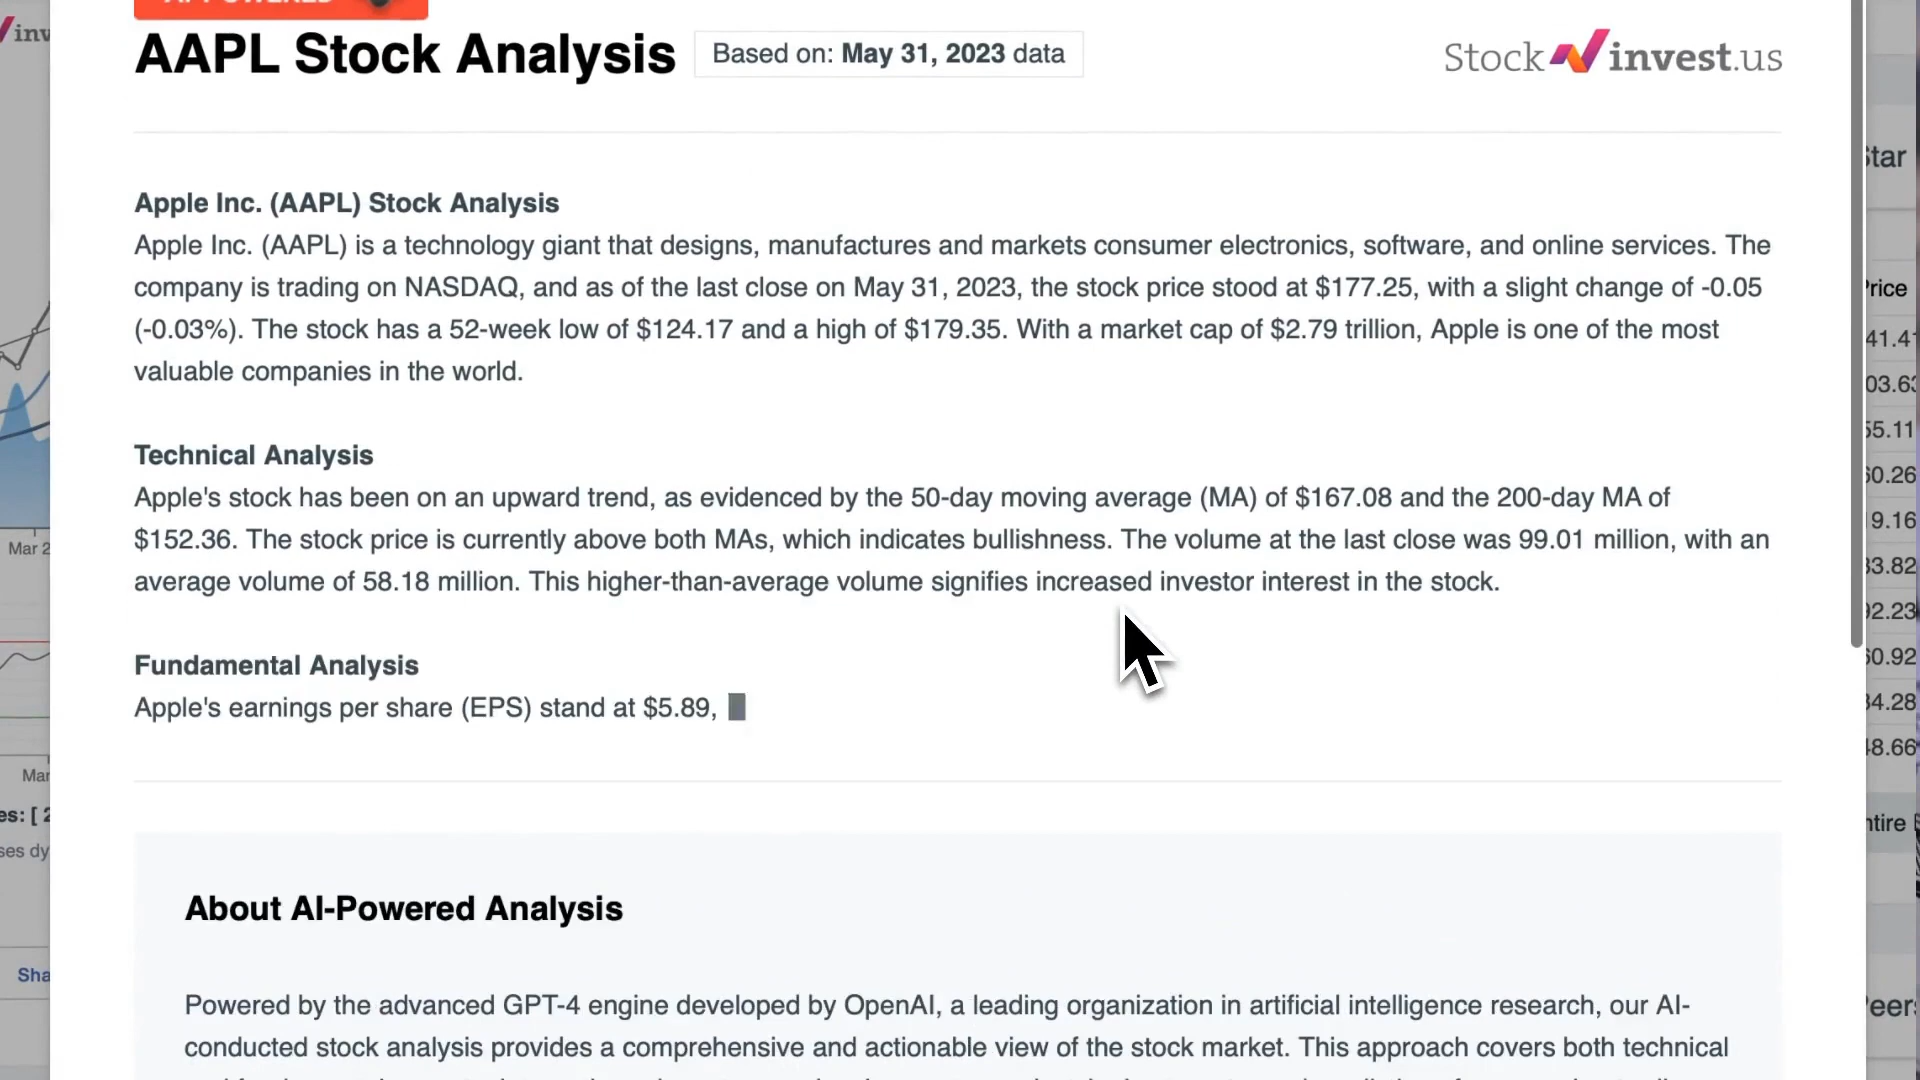 AAPL Stock Analysis
Based on: May 31, 2023 data
Stock invest.us
Apple Inc. (AAPL) Stock Analysis
Apple Inc. (AAPL) is a technology giant that designs, manufactures and markets consumer electronics, software, and online services. The
company is trading on NASDAQ, and as of the last close on May 31, 2023, the stock price stood at $177.25, with a slight change of -0.05
(-0.03%). The stock has a 52-week low of $124.17 and a high of $179.35. With a market cap of $2.79 trillion, Apple is one of the most
valuable companies in the world.
Technical Analysis
Apple's stock has been on an upward trend, as evidenced by the 50-day moving average (MA) of $167.08 and the 200-day MA of
$152.36. The stock price is currently above both MAs, which indicates bullishness. The volume at the last close was 99.01 million, with an
average volume of 58.18 million. This higher-than-average volume signifies increased investor interest in the stock.
Fundamental Analysis
Apple's earnings per share (EPS) stand at $5.89,
About AI-Powered Analysis
Powered by the advanced GPT-4 engine developed by OpenAI, a leading organization in artificial intelligence research, our AI-
conducted stock analysis provides a comprehensive and actionable view of the stock market. This approach covers both technical